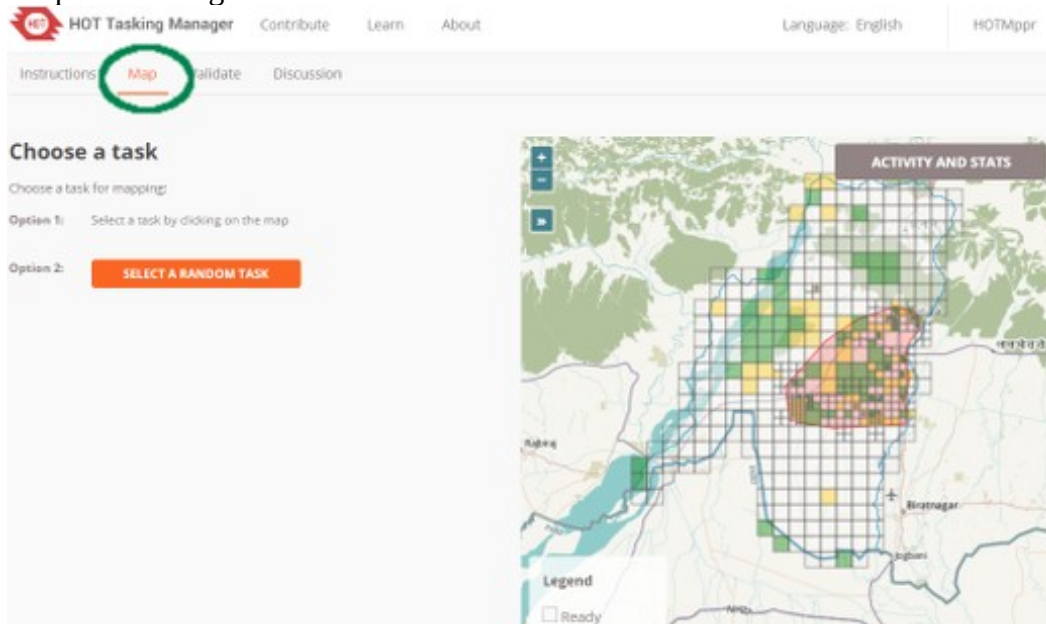 HOT Tasking Manager Contribute Learn About Language: English HOTMppr
Instructions Map Validate Discussion
Choose a task
ACTIVITY AND STATS
Choose a task for mapping:
Option 1: Select a task by clicking on the map
Option 2: SELECT A RANDOM TASK
Rajbiraj
Biratnagar
Jogbani
Legend
Ready